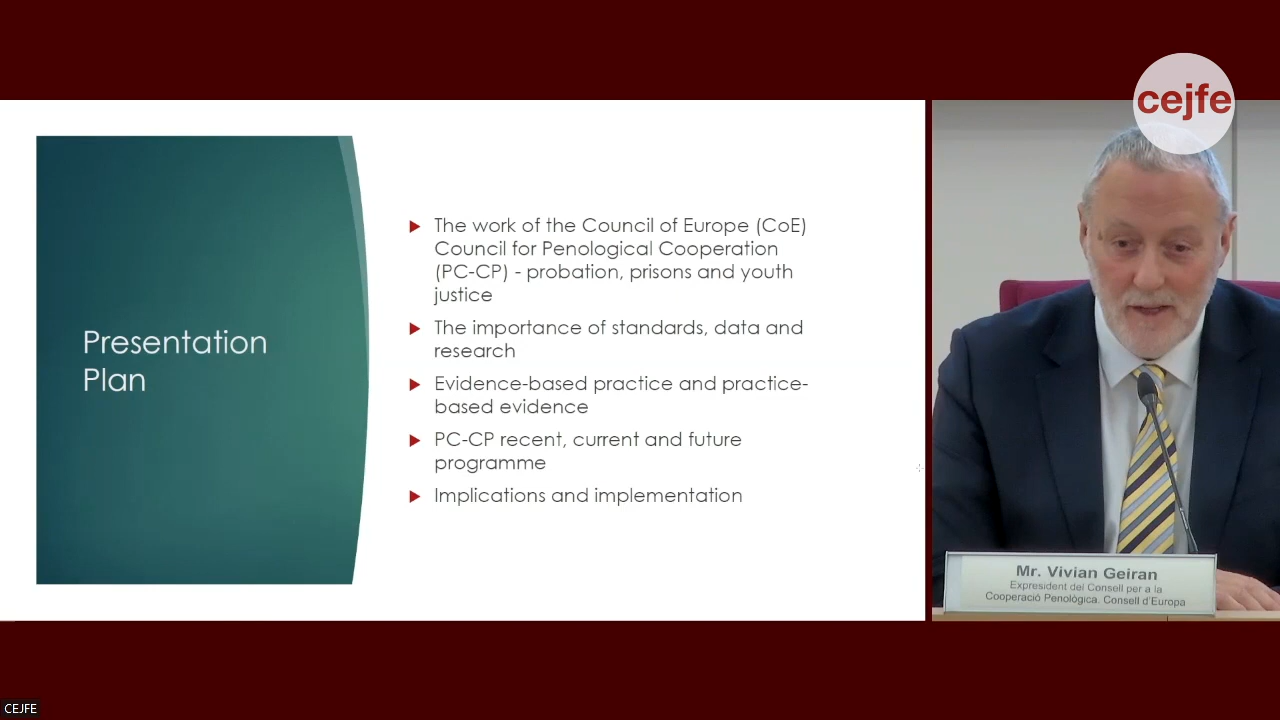 cejfe
Presentation
Plan
The work of the Council of Europe (CoE)
Council for Penological Cooperation
(PC-CP) - probation, prisons and youth
justice
The importance of standards, data and
research
Evidence-based practice and practice-
based evidence
PC-CP recent, current and future
programme
Implications and implementation
Mr. Vivian Geiran
Expresident del Consell per a la
Cooperació Penològica. Consell d'Europa
CEJFE